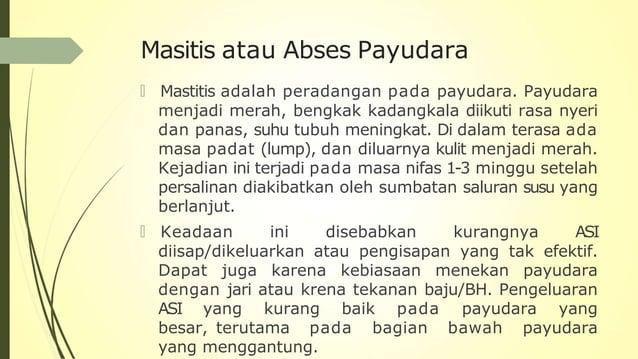 Masitis atau Abses Payudara
Mastitis adalah peradangan pada payudara. Payudara
menjadi merah, bengkak kadangkala diikuti rasa nyeri
dan panas, suhu tubuh meningkat. Di dalam terasa ada
masa padat (lump), dan diluarnya kulit menjadi merah.
Kejadian ini terjadi pada masa nifas 1-3 minggu setelah
persalinan diakibatkan oleh sumbatan saluran susu yang
berlanjut.
Keadaan ini disebabkan kurangnya ASI
diisap/dikeluarkan atau pengisapan yang tak efektif.
Dapat juga karena kebiasaan menekan payudara
dengan jari atau krena tekanan baju/BH. Pengeluaran
ASI yang kurang baik pada payudara yang
besar, terutama pada bagian bawah payudara
yang menggantung.